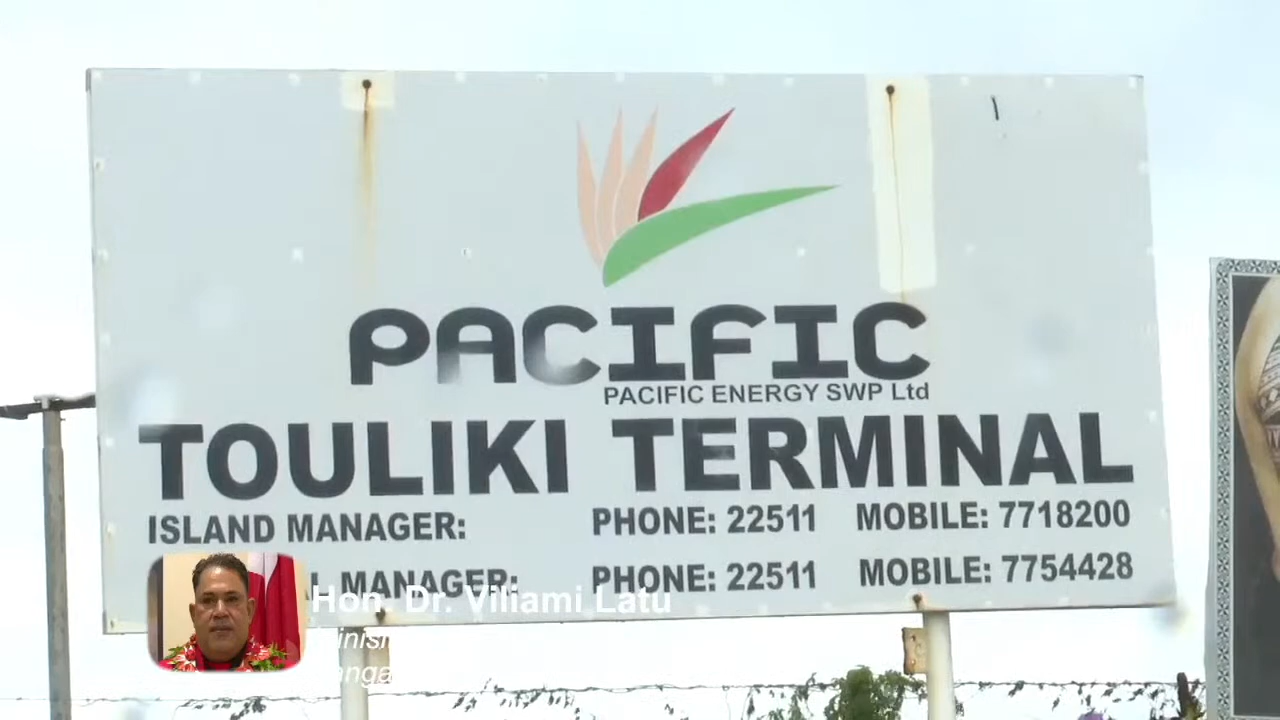 PACIFIC
PACIFIC ENERGY SWP Ltd
TOULIKI TERMINAL
ISLAND MANAGER: PHONE: 22511 MOBILE: 7718200
MANAGER: PHONE: 22511 MOBILE: 7754428
Hon. Dr. Viliami Latu